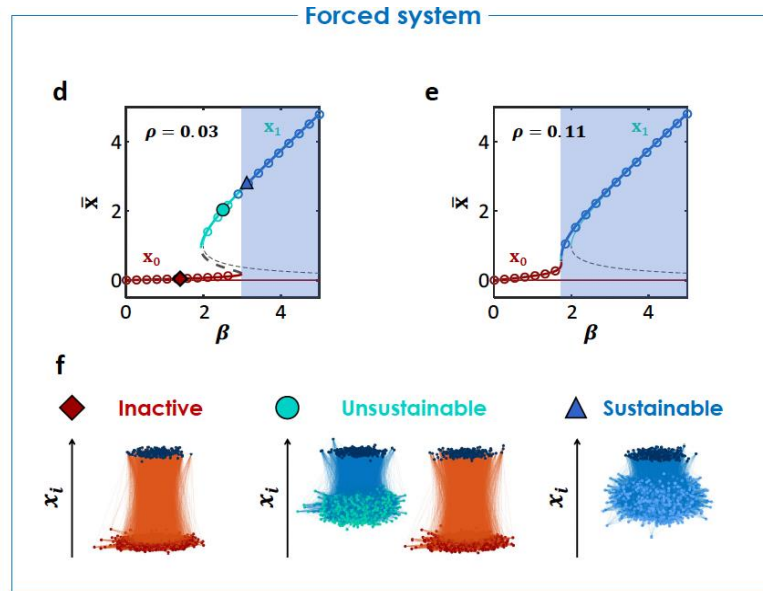 Forced system
d
ρ = 0.03
x₁
x̄
4
2
0
x₀
0
2
4
β
e
ρ = 0.11
x₁
x̄
4
2
0
x₀
0
2
4
β
f
Inactive
Unsustainable
Sustainable
xᵢ
xᵢ
xᵢ